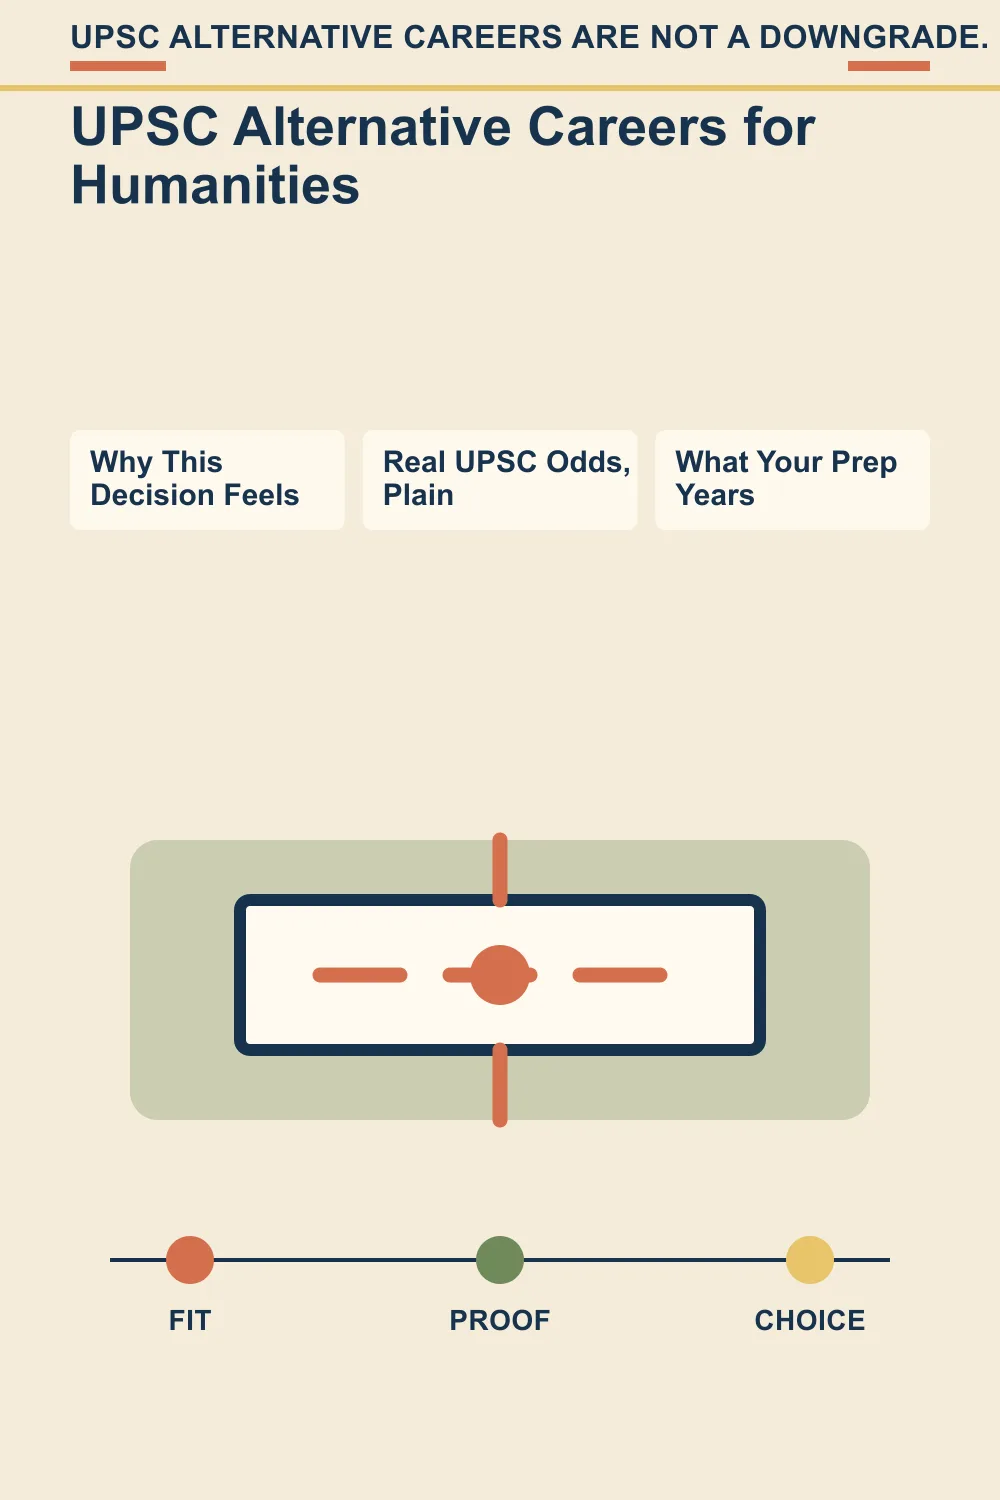 UPSC ALTERNATIVE CAREERS ARE NOT A DOWNGRADE.
UPSC Alternative Careers for
Humanities
Why This
Decision Feels
Real UPSC Odds,
Plain
What Your Prep
Years
FIT
PROOF
CHOICE